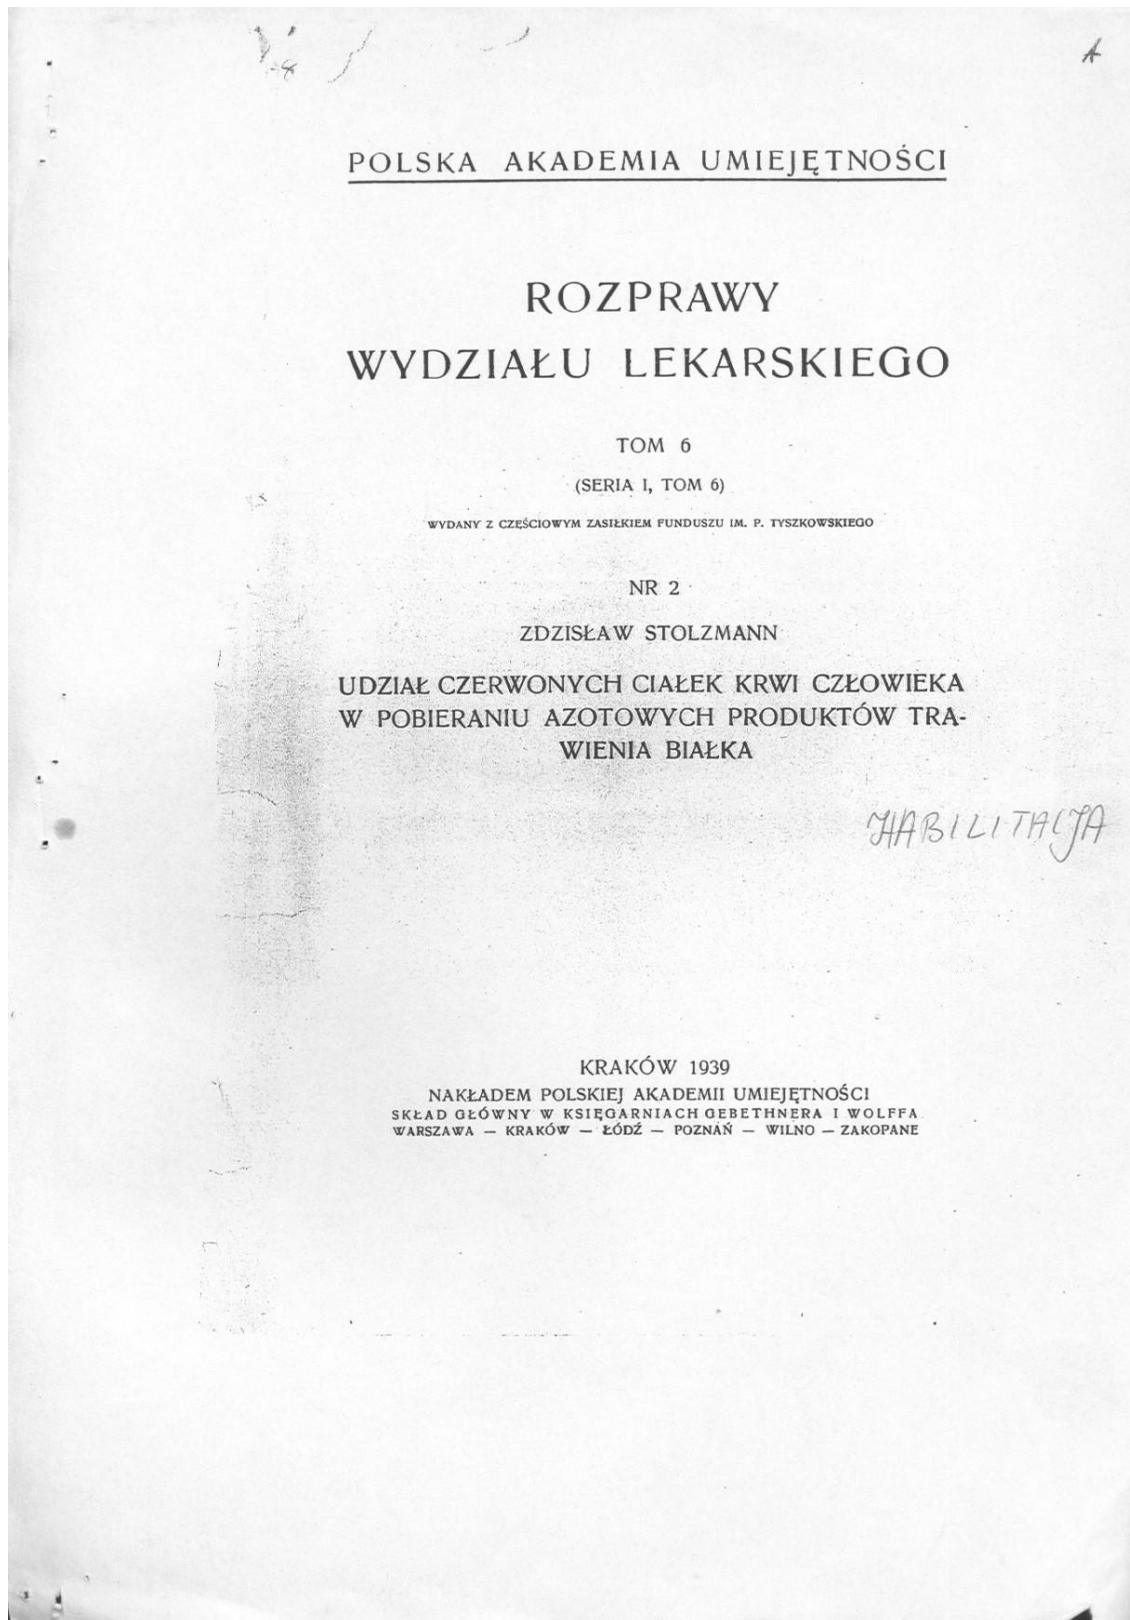 A
POLSKA AKADEMIA UMIEJĘTNOŚCI
ROZPRAWY
WYDZIAŁU LEKARSKIEGO
TOM 6
(SERIA I, TOM 6)
WYDANY Z CZĘŚCIOWYM ZASIŁKIEM FUNDUSZU IM. P. TYSZKOWSKIEGO
NR 2
ZDZISŁAW STOLZMANN
UDZIAŁ CZERWONYCH CIAŁEK KRWI CZŁOWIEKA
W POBIERANIU AZOTOWYCH PRODUKTÓW TRA-
WIENIA BIAŁKA
HABILITACJA
KRAKÓW 1939
NAKŁADEM POLSKIEJ AKADEMII UMIEJĘTNOŚCI
SKŁAD GŁÓWNY W KSIĘGARNIACH GEBETHNERA I WOLFFA
WARSZAWA — KRAKÓW — ŁÓDŹ — POZNAŃ — WILNO — ZAKOPANE